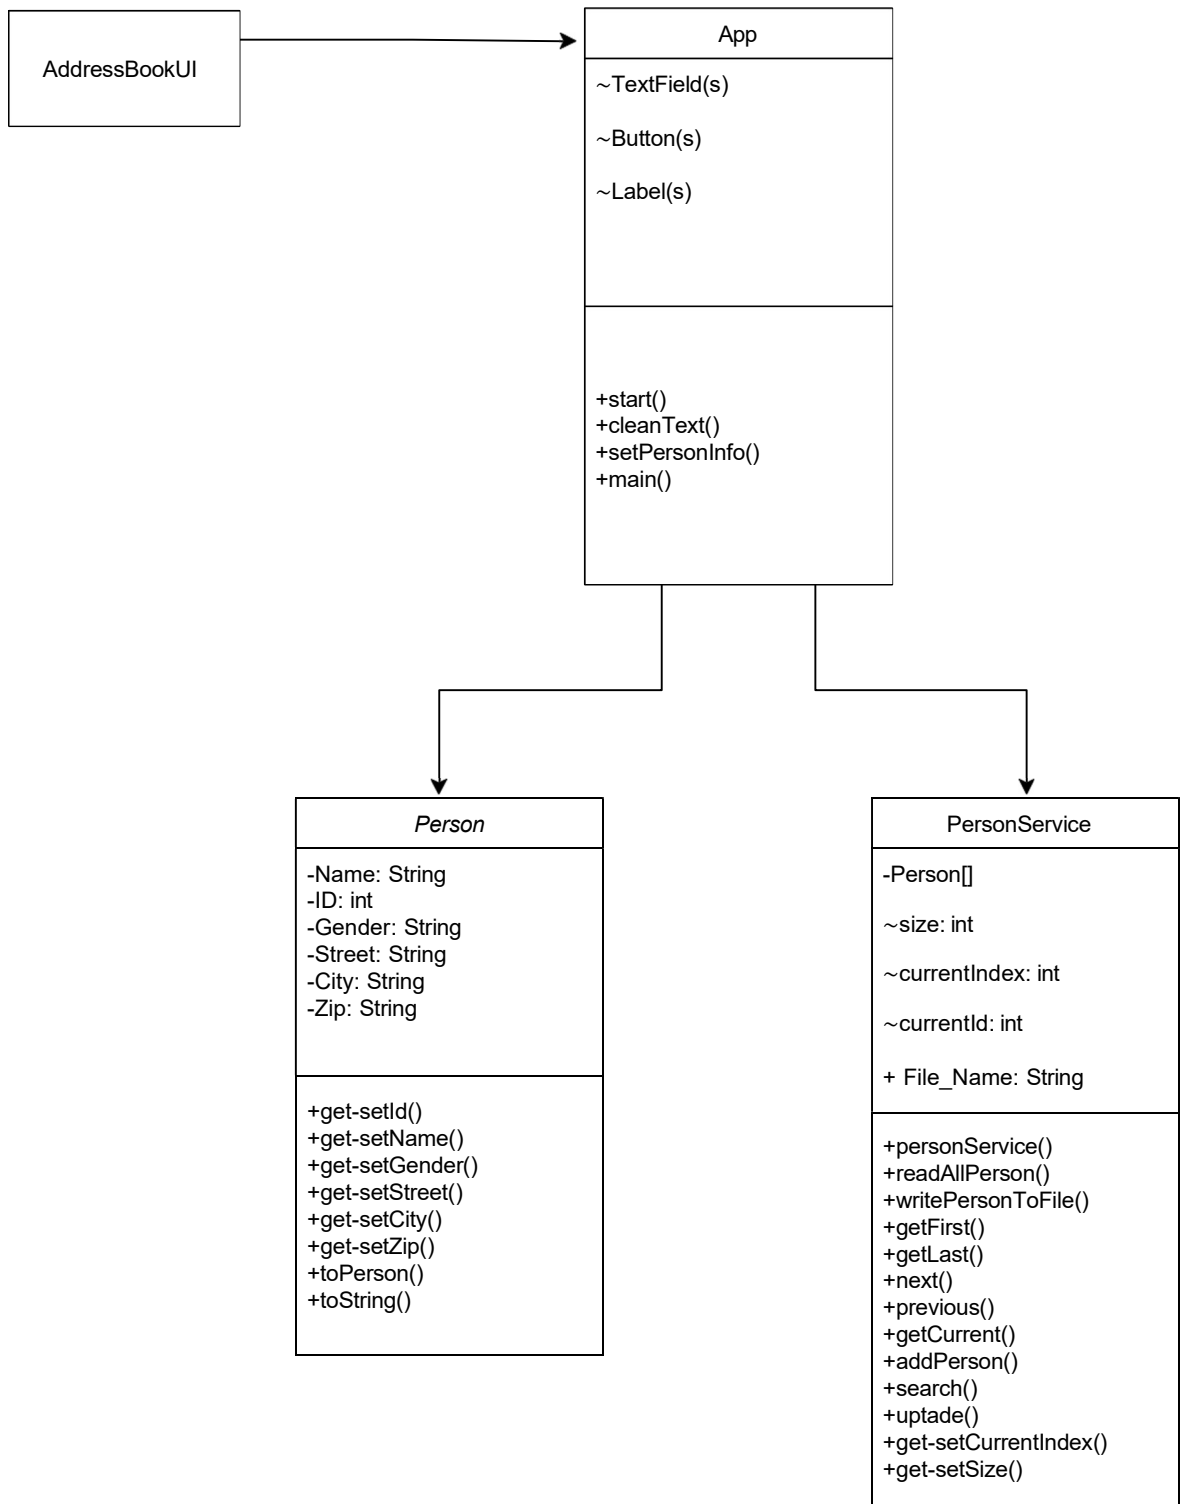 AddressBookUI
App
~TextField(s)
~Button(s)
~Label(s)
+start()
+cleanText()
+setPersonInfo()
+main()
Person
-Name: String
-ID: int
-Gender: String
-Street: String
-City: String
-Zip: String
+get-setId()
+get-setName()
+get-setGender()
+get-setStreet()
+get-setCity()
+get-setZip()
+toPerson()
+toString()
PersonService
-Person[]
~size: int
~currentIndex: int
~currentId: int
+ File_Name: String
+personService()
+readAllPerson()
+writePersonToFile()
+getFirst()
+getLast()
+next()
+previous()
+getCurrent()
+addPerson()
+search()
+uptade()
+get-setCurrentIndex()
+get-setSize()